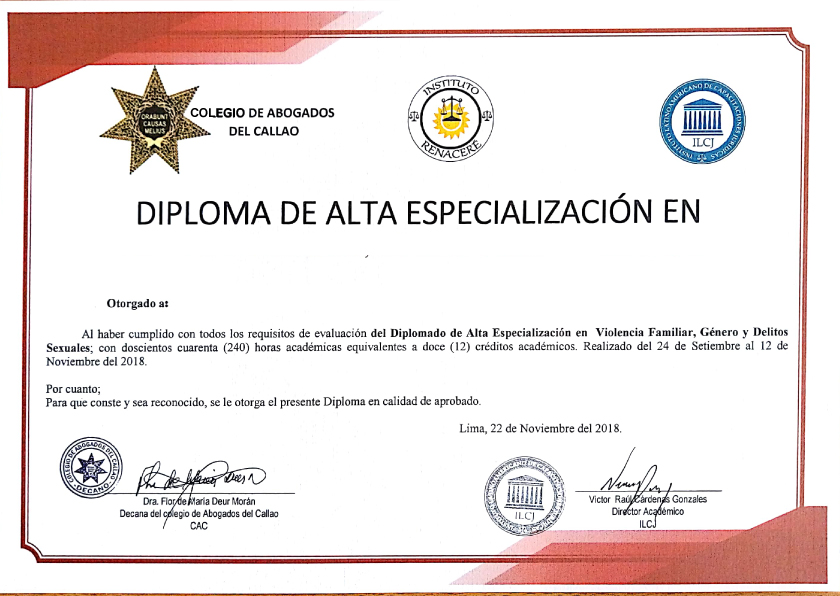 COLEGIO DE ABOGADOS
DEL CALLAO
ORABUNT
CAUSAS
MELIUS
INSTITUTO
RENACERÉ
INSTITUTO LATINOAMERICANO DE CAPACITACIONES JURIDICAS
ILCJ
DIPLOMA DE ALTA ESPECIALIZACIÓN EN
Otorgado a:
Al haber cumplido con todos los requisitos de evaluación del Diplomado de Alta Especialización en Violencia Familiar, Género y Delitos
Sexuales; con doscientos cuarenta (240) horas académicas equivalentes a doce (12) créditos académicos. Realizado del 24 de Setiembre al 12 de
Noviembre del 2018.
Por cuanto;
Para que conste y sea reconocido, se le otorga el presente Diploma en calidad de aprobado.
Lima, 22 de Noviembre del 2018.
COLEGIO DE ABOGADOS DEL CALLAO
DECANO
Dra. Flor de María Deur Morán
Decana del colegio de Abogados del Callao
CAC
ILCJ
Víctor Raúl Cárdenas Gonzales
Director Académico
ILCJ